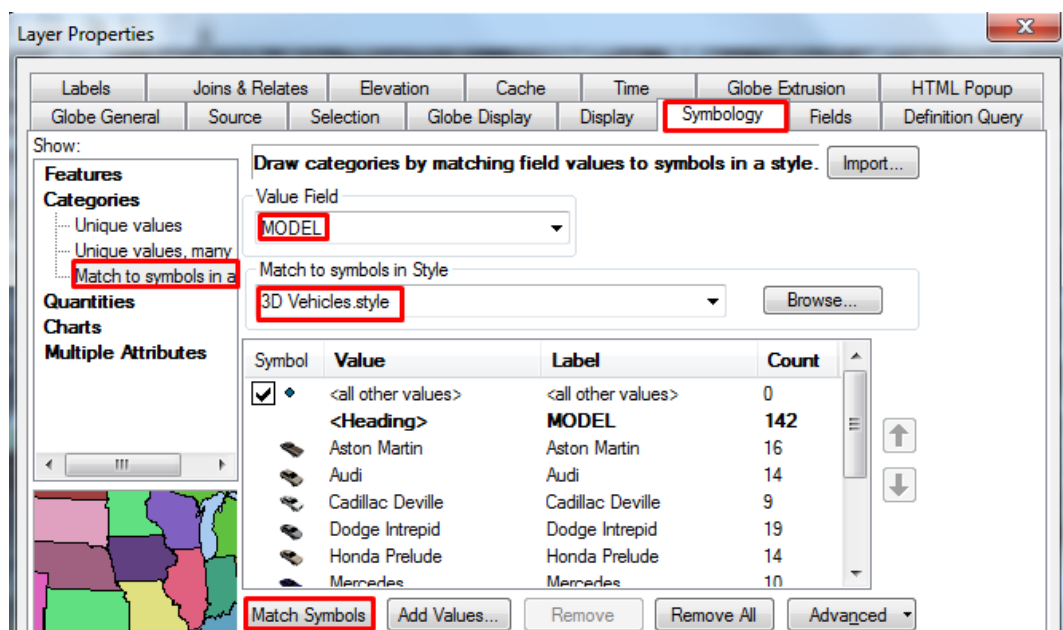 Layer Properties
Labels Joins & Relates Elevation Cache Time Globe Extrusion HTML Popup
Globe General Source Selection Globe Display Display Symbology Fields Definition Query
Show:
Features
Categories
Unique values
Unique values, many
Match to symbols in a
Quantities
Charts
Multiple Attributes
Draw categories by matching field values to symbols in a style. Import...
Value Field
MODEL
Match to symbols in Style
3D Vehicles.style Browse...
Symbol Value Label Count
<all other values> <all other values> 0
<Heading> MODEL 142
Aston Martin Aston Martin 16
Audi Audi 14
Cadillac Deville Cadillac Deville 9
Dodge Intrepid Dodge Intrepid 19
Honda Prelude Honda Prelude 14
Mercedes Mercedes 10
Match Symbols Add Values... Remove Remove All Advanced